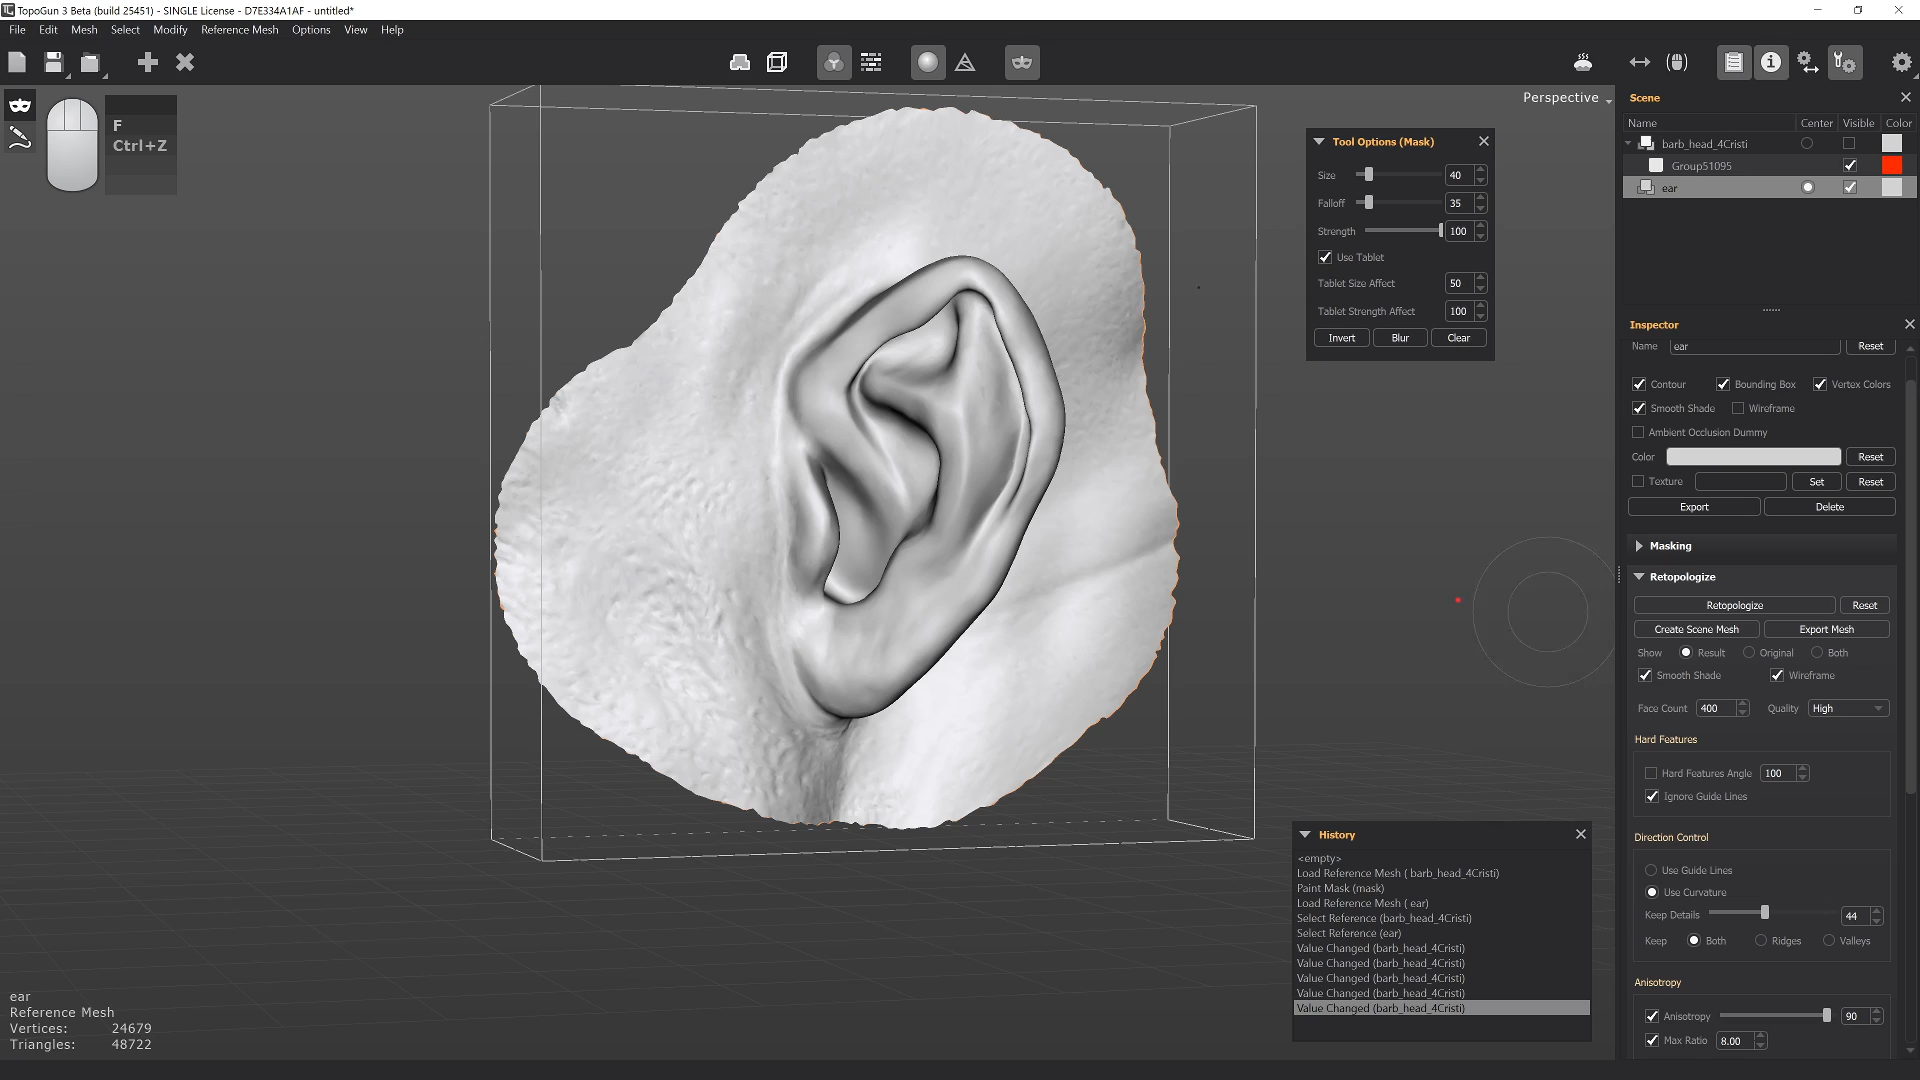 TopoGun 3 Beta (build 25451) - SINGLE License - D7E334A1AF - untitled*
File Edit Mesh Select Modify Reference Mesh Options View Help
F
Ctrl+Z
Perspective
Tool Options (Mask)
Size 40
Falloff 35
Strength 100
Use Tablet
Tablet Size Affect 50
Tablet Strength Affect 100
Invert Blur Clear
Scene
Name Center Visible Color
barb_head_4Cristi
Group51095
ear
Inspector
Name ear Reset
Contour Bounding Box Vertex Colors
Smooth Shade Wireframe
Ambient Occlusion Dummy
Color Reset
Texture Set Reset
Export Delete
Masking
Retopologize
Retopologize Reset
Create Scene Mesh Export Mesh
Show Result Original Both
Smooth Shade Wireframe
Face Count 400 Quality High
Hard Features
Hard Features Angle 100
Ignore Guide Lines
Direction Control
Use Guide Lines
Use Curvature
Keep Details 44
Keep Both Ridges Valleys
Anisotropy
Anisotropy 90
Max Ratio 8.00
History
<empty>
Load Reference Mesh ( barb_head_4Cristi)
Paint Mask (mask)
Load Reference Mesh ( ear)
Select Reference (barb_head_4Cristi)
Select Reference (ear)
Value Changed (barb_head_4Cristi)
Value Changed (barb_head_4Cristi)
Value Changed (barb_head_4Cristi)
Value Changed (barb_head_4Cristi)
Value Changed (barb_head_4Cristi)
ear
Reference Mesh
Vertices: 24679
Triangles: 48722